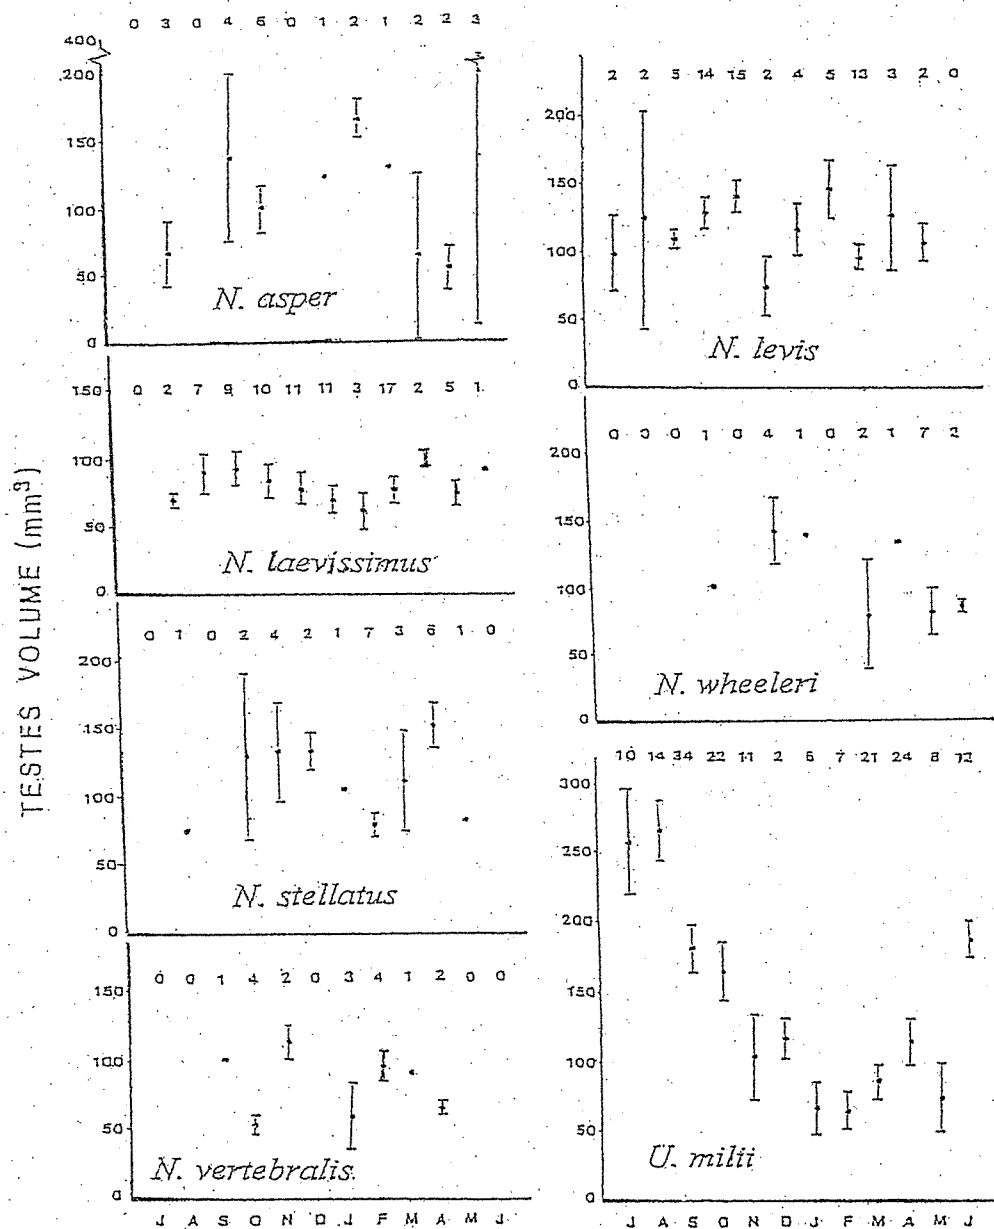 TESTES VOLUME (mm³)
0 3 0 4 6 0 1 2 1 2 2 3
400
200
150
100
50
0
N. asper
0 2 7 9 10 11 11 3 17 2 5 1
150
100
50
0
N. laevissimus
0 1 0 2 4 2 1 7 3 6 1 0
200
150
100
50
0
N. stellatus
0 0 1 4 2 0 3 4 1 2 0 0
150
100
50
0
N. vertebralis
J A S O N D J F M A M J
2 2 5 14 15 2 4 5 13 3 2 0
200
150
100
50
0
N. levis
0 0 0 1 0 4 1 0 2 1 7 2
200
150
100
50
0
N. wheeleri
10 14 34 22 11 2 6 7 21 24 8 12
300
250
200
150
100
50
0
U. milii
J A S O N D J F M A M J